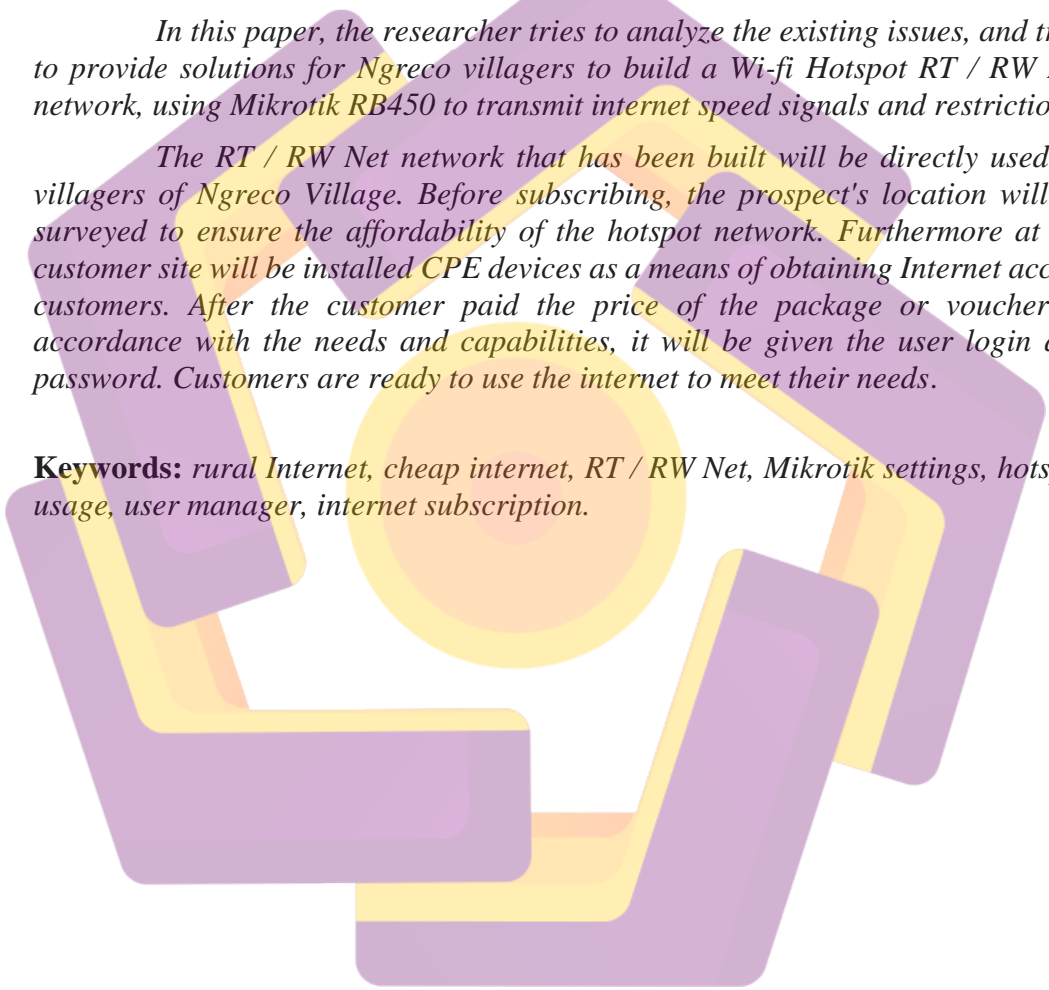 In this paper, the researcher tries to analyze the existing issues, and
to provide solutions for Ngreco villagers to build a Wi-fi Hotspot RT / RW
network, using Mikrotik RB450 to transmit internet speed signals and
The RT / RW Net network that has been built will be directly used
villagers of Ngreco Village. Before subscribing, the prospect's location will
surveyed to ensure the affordability of the hotspot network. Furthermore at
customer site will be installed CPE devices as a means of obtaining Internet
customers. After the customer paid the price of the package or voucher
accordance with the needs and capabilities, it will be given the user login
password. Customers are ready to use the internet to meet their needs.
Keywords: rural Internet, cheap internet, RT / RW Net, Mikrotik settings,
usage, user manager, internet subscription.